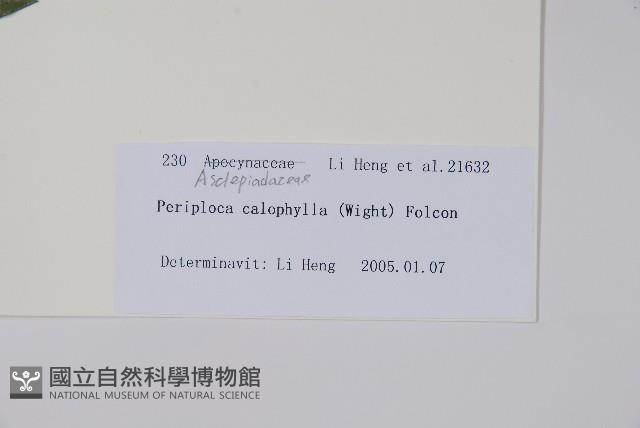 230 Apocynaceae Li Heng et al.21632
Asclepiadaceae
Periploca calophylla (Wight) Folcon
Determinavit: Li Heng 2005.01.07
國立自然科學博物館
NATIONAL MUSEUM OF NATURAL SCIENCE